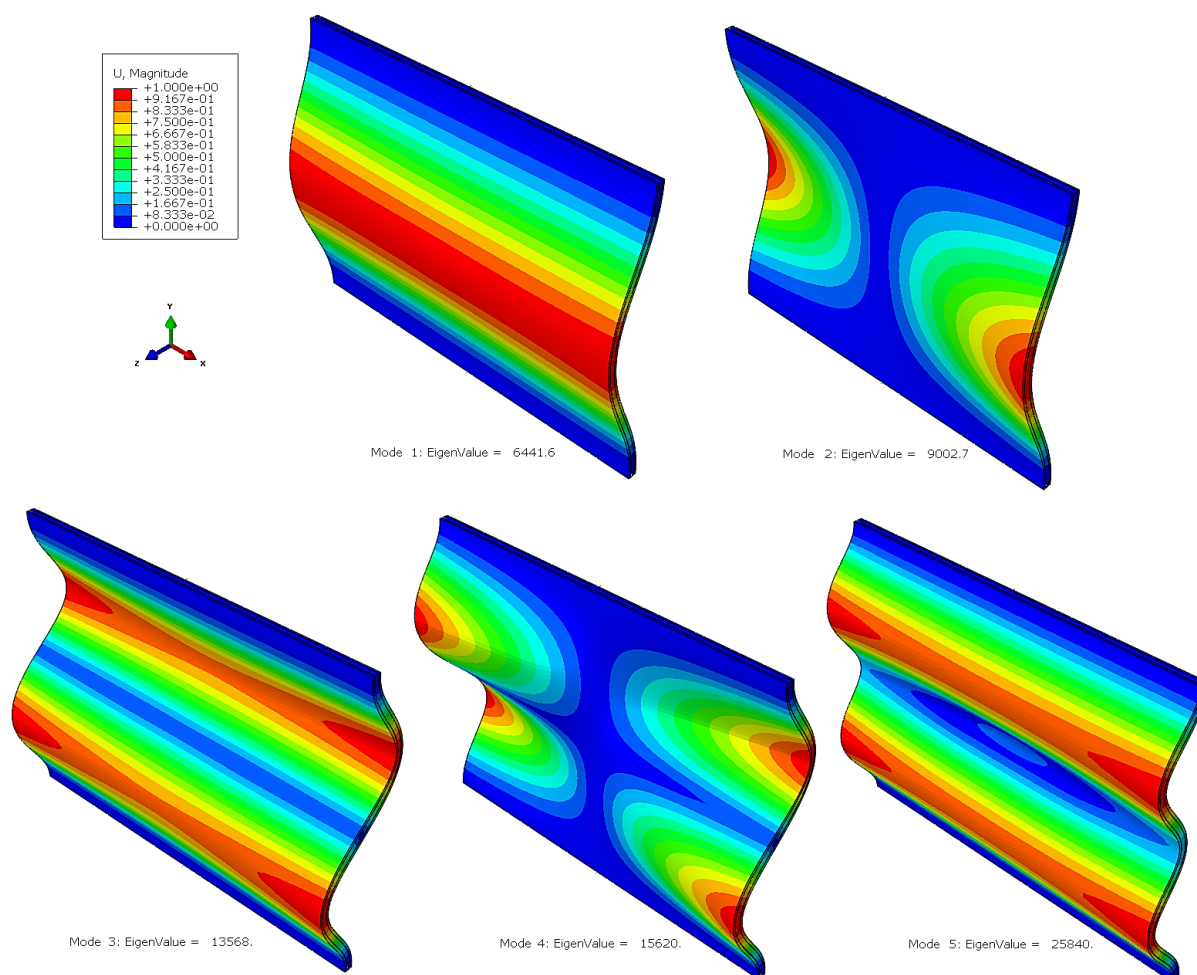 U, Magnitude
+1.000e+00
+9.167e-01
+8.333e-01
+7.500e-01
+6.667e-01
+5.833e-01
+5.000e-01
+4.167e-01
+3.333e-01
+2.500e-01
+1.667e-01
+8.333e-02
+0.000e+00
Y
Z
X
Mode 1: EigenValue = 6441.6
Mode 2: EigenValue = 9002.7
Mode 3: EigenValue = 13568.
Mode 4: EigenValue = 15620.
Mode 5: EigenValue = 25840.